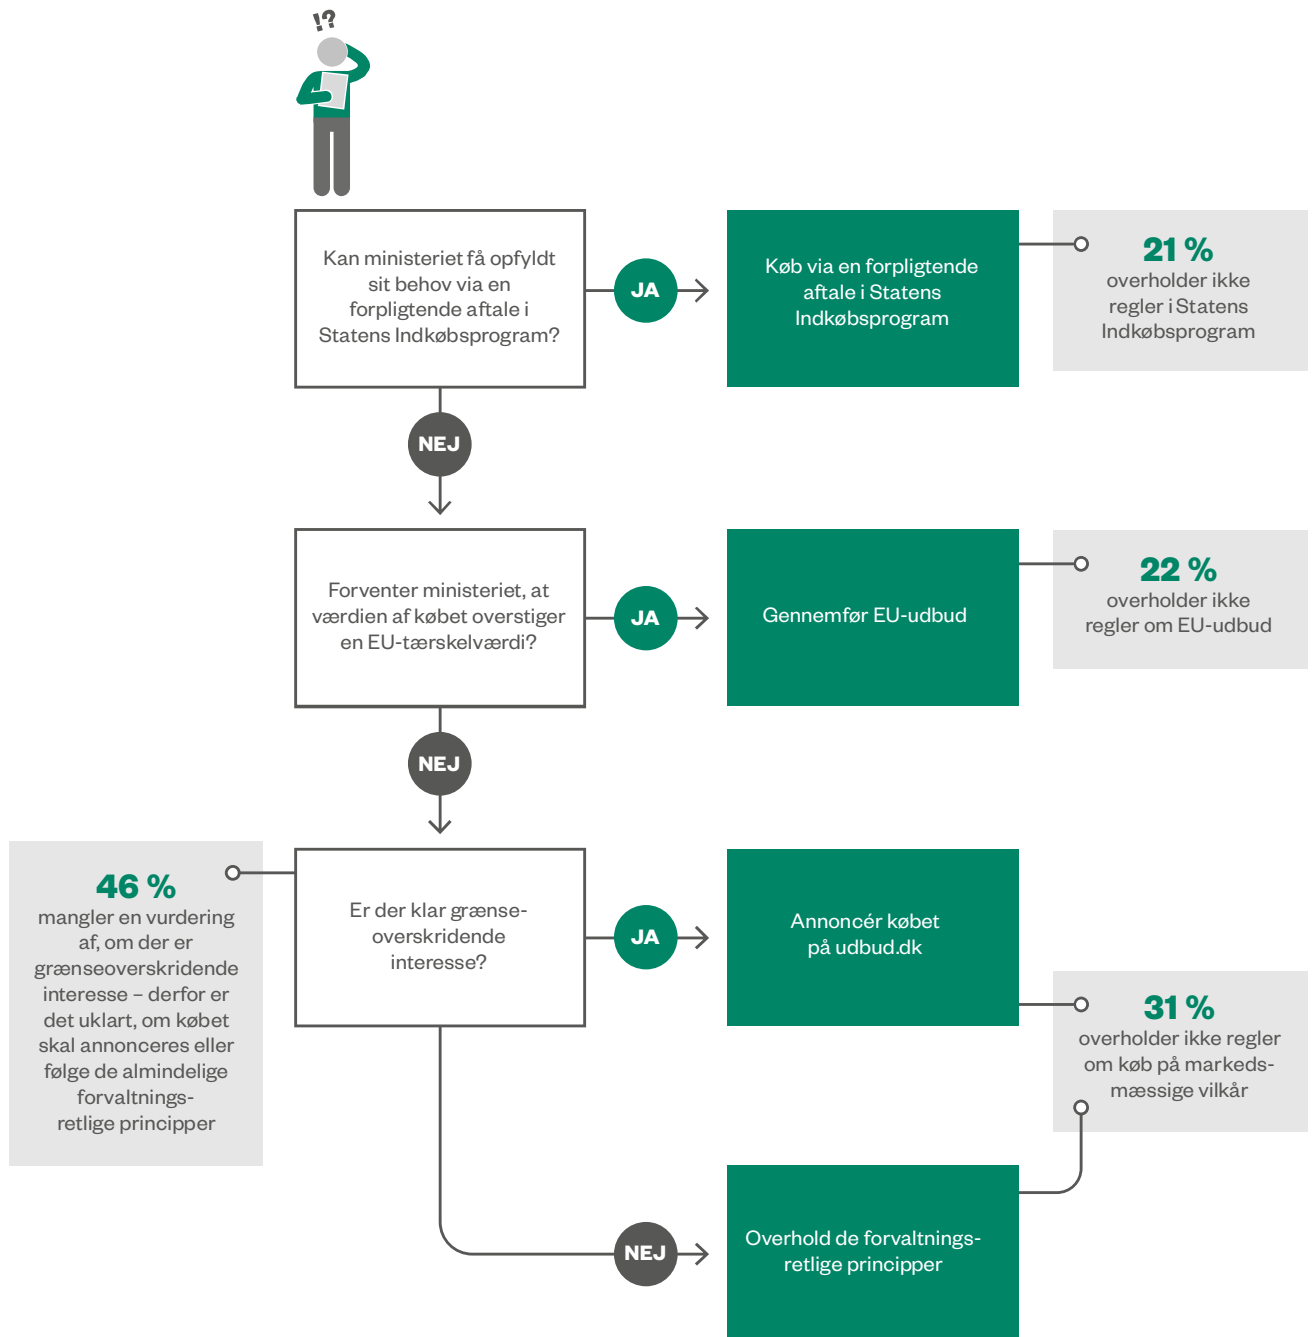 !?
Kan ministeriet få opfyldt
sit behov via en
forpligtende aftale i
Statens Indkøbsprogram?
JA
Køb via en forpligtende
aftale i Statens
Indkøbsprogram
21 %
overholder ikke
regler i Statens
Indkøbsprogram
NEJ
Forventer ministeriet, at
værdien af købet overstiger
en EU-tærskelværdi?
JA
Gennemfør EU-udbud
22 %
overholder ikke
regler om EU-udbud
NEJ
46 %
mangler en vurdering
af, om der er
grænseoverskridende
interesse – derfor er
det uklart, om købet
skal annonceres eller
følge de almindelige
forvaltnings-
retlige principper
Er der klar grænse-
overskridende
interesse?
JA
Annoncér købet
på udbud.dk
31 %
overholder ikke regler
om køb på markeds-
mæssige vilkår
NEJ
Overhold de forvaltnings-
retlige principper